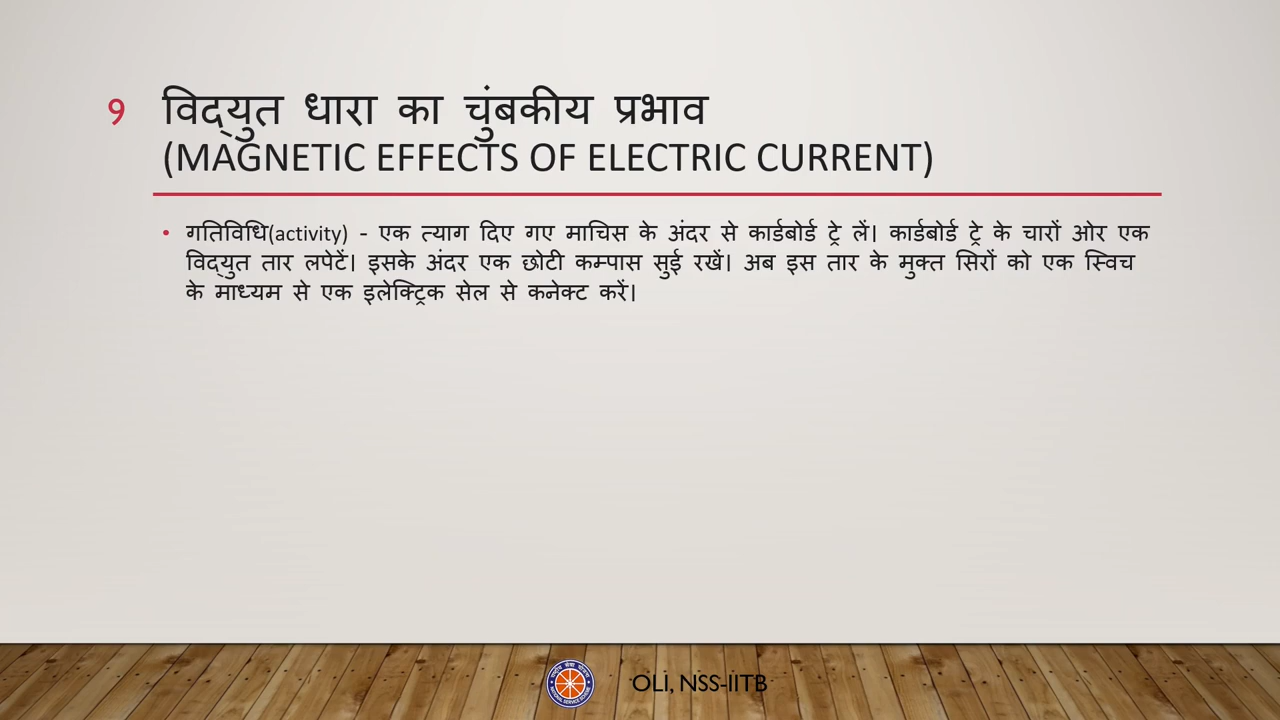 9 विद्युत धारा का चुंबकीय प्रभाव
(MAGNETIC EFFECTS OF ELECTRIC CURRENT)
• गतिविधि(activity) - एक त्याग दिए गए माचिस के अंदर से कार्डबोर्ड ट्रे लें। कार्डबोर्ड ट्रे के चारों ओर एक
विद्युत तार लपेटें। इसके अंदर एक छोटी कम्पास सुई रखें। अब इस तार के मुक्त सिरों को एक स्विच
के माध्यम से एक इलेक्ट्रिक सेल से कनेक्ट करें।
OLI, NSS-IITB